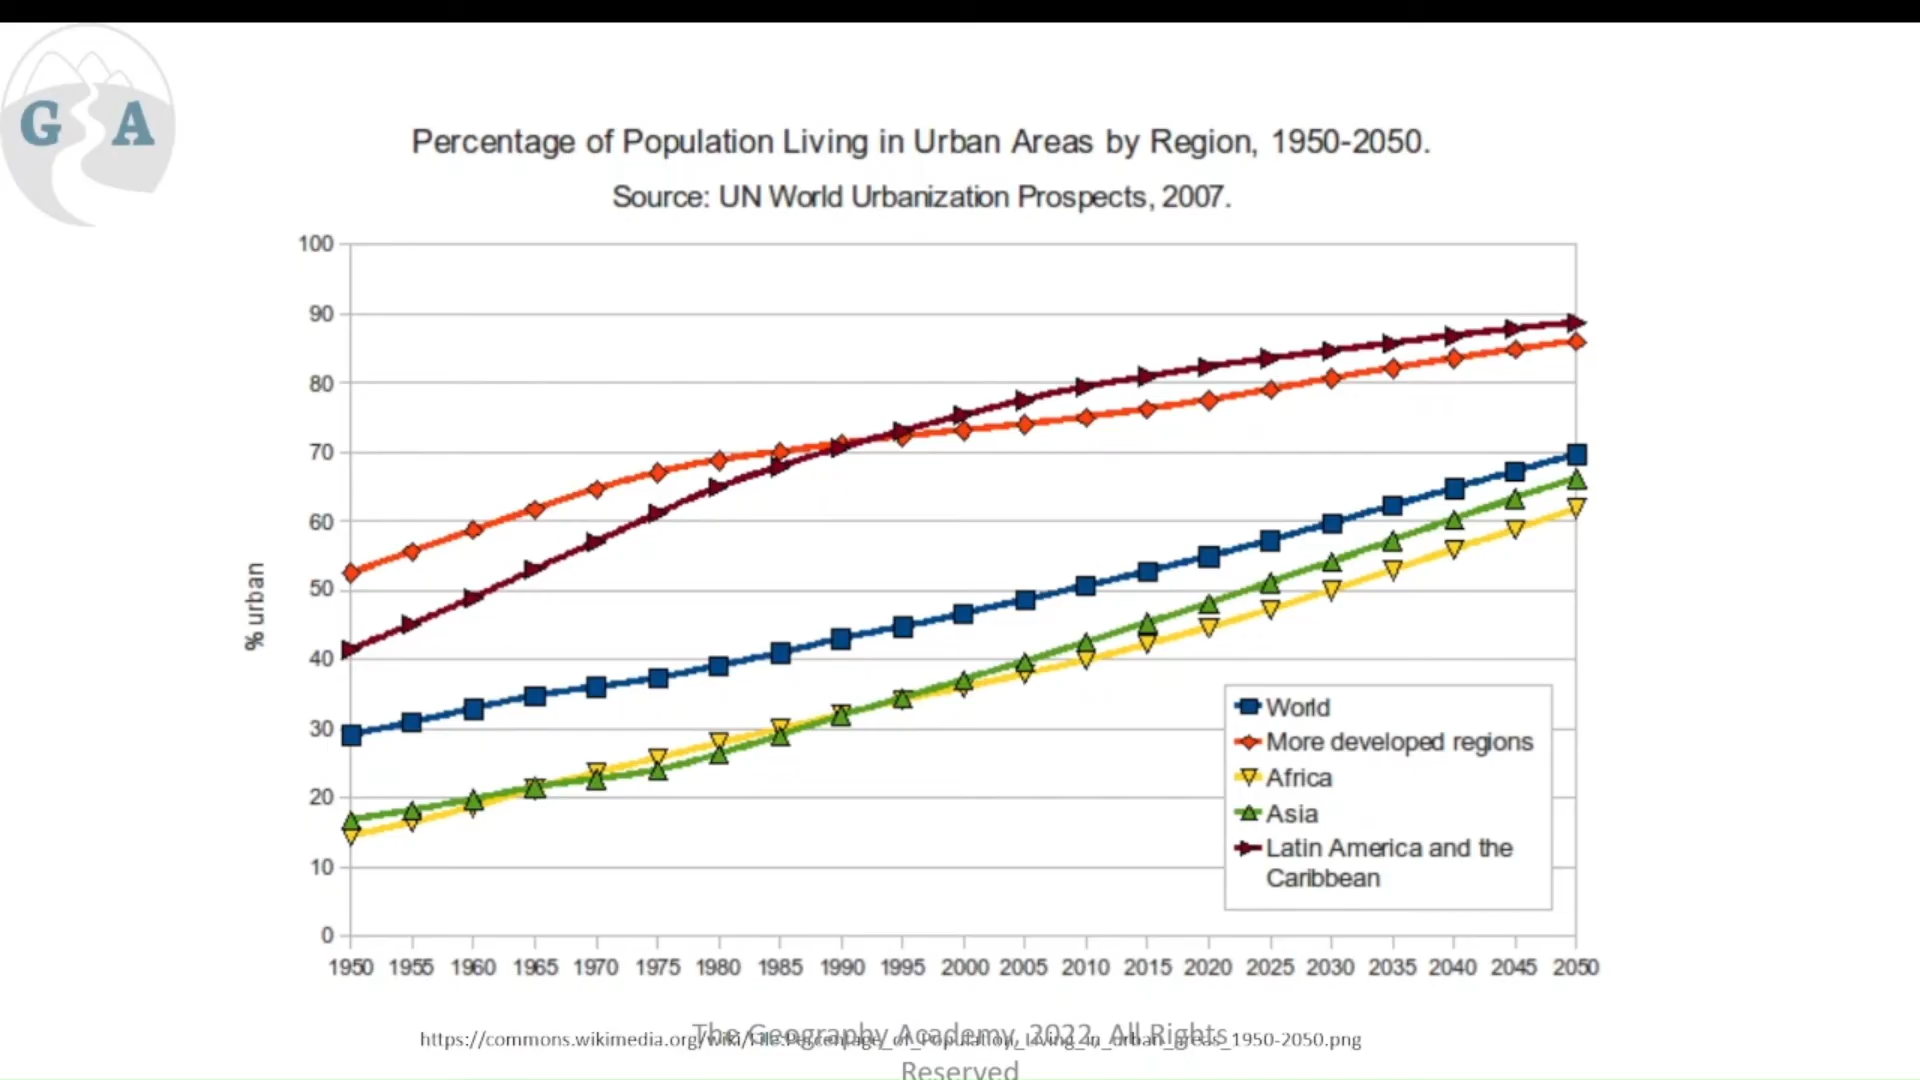 G A
Percentage of Population Living in Urban Areas by Region, 1950-2050.
Source: UN World Urbanization Prospects, 2007.
100
90
80
70
60
50
40
30
20
10
0
% urban
World
More developed regions
Africa
Asia
Latin America and the
Caribbean
1950 1955 1960 1965 1970 1975 1980 1985 1990 1995 2000 2005 2010 2015 2020 2025 2030 2035 2040 2045 2050
https://commons.wikimedia.org/wiki/File:Percentage_of_Population_Living_in_urban_areas_1950-2050.png
The Geography Academy, 2022, All Rights
Reserved